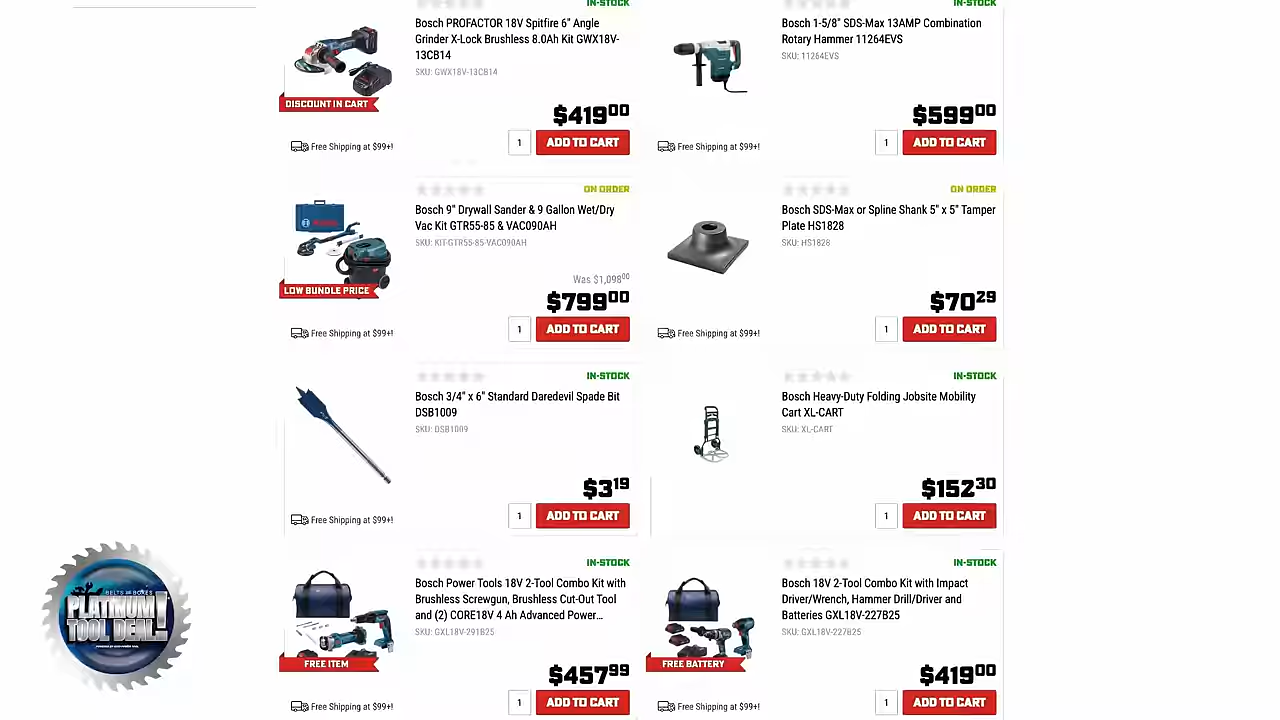 IN-STOCK
Bosch PROFACTOR 18V Spitfire 6" Angle
Grinder X-Lock Brushless 8.0Ah Kit GWX18V-
13CB14
SKU: GWX18V-13CB14
DISCOUNT IN CART
$419⁰⁰
Free Shipping at $99+!
1
ADD TO CART
IN-STOCK
Bosch 1-5/8" SDS-Max 13AMP Combination
Rotary Hammer 11264EVS
SKU: 11264EVS
$599⁰⁰
Free Shipping at $99+!
1
ADD TO CART
ON ORDER
Bosch 9" Drywall Sander & 9 Gallon Wet/Dry
Vac Kit GTR55-85 & VAC090AH
SKU: KIT-GTR55-85-VAC090AH
LOW BUNDLE PRICE
Was $1,098⁰⁰
$799⁰⁰
Free Shipping at $99+!
1
ADD TO CART
ON ORDER
Bosch SDS-Max or Spline Shank 5" x 5" Tamper
Plate HS1828
SKU: HS1828
$70²⁹
Free Shipping at $99+!
1
ADD TO CART
IN-STOCK
Bosch 3/4" x 6" Standard Daredevil Spade Bit
DSB1009
SKU: DSB1009
$3¹⁹
Free Shipping at $99+!
1
ADD TO CART
IN-STOCK
Bosch Heavy-Duty Folding Jobsite Mobility
Cart XL-CART
SKU: XL-CART
$152³⁰
1
ADD TO CART
IN-STOCK
Bosch Power Tools 18V 2-Tool Combo Kit with
Brushless Screwgun, Brushless Cut-Out Tool
and (2) CORE18V 4 Ah Advanced Power...
SKU: GXL18V-291B25
FREE ITEM
$457⁹⁹
Free Shipping at $99+!
1
ADD TO CART
IN-STOCK
Bosch 18V 2-Tool Combo Kit with Impact
Driver/Wrench, Hammer Drill/Driver and
Batteries GXL18V-227B25
SKU: GXL18V-227B25
FREE BATTERY
$419⁰⁰
Free Shipping at $99+!
1
ADD TO CART
BELTS BOXES
PLATINUM
TOOL DEAL!